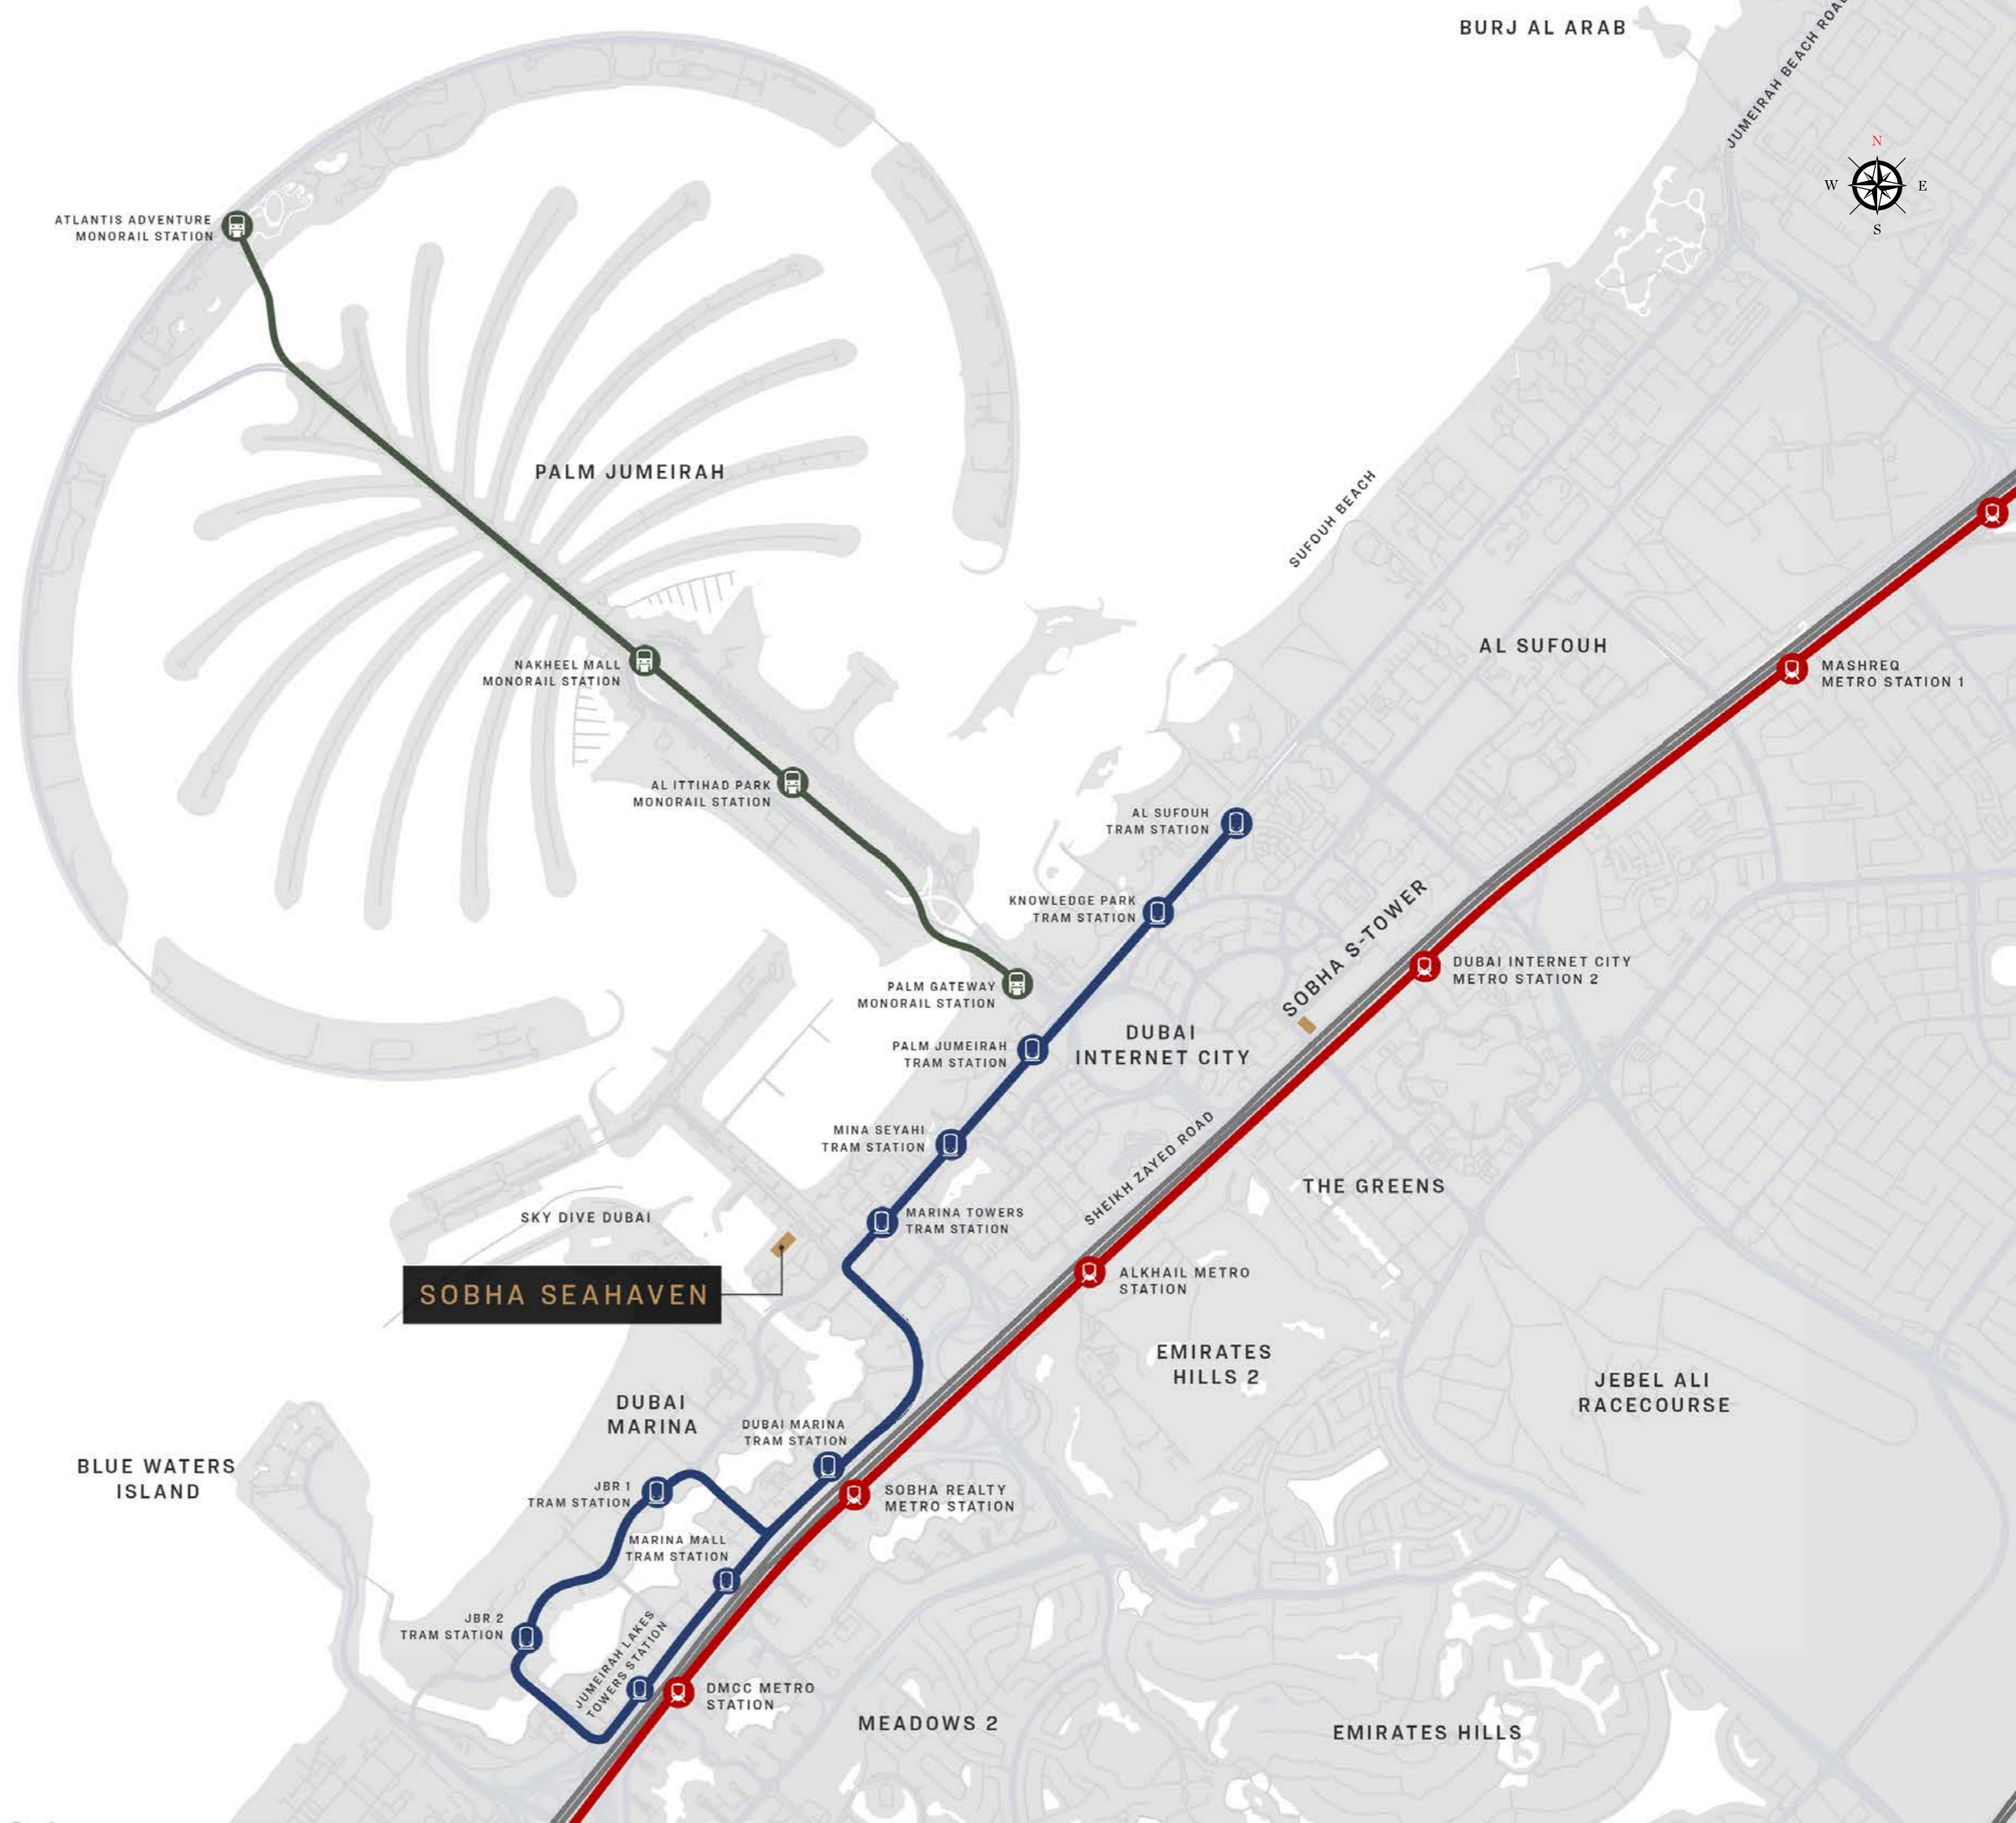 BURJ AL ARAB
JUMEIRAH BEACH ROAD
N
W
E
S
ATLANTIS ADVENTURE
MONORAIL STATION
PALM JUMEIRAH
SUFOUH BEACH
AL SUFOUH
NAKHEEL MALL
MONORAIL STATION
MASHREQ
METRO STATION 1
AL ITTIHAD PARK
MONORAIL STATION
AL SUFOUH
TRAM STATION
KNOWLEDGE PARK
TRAM STATION
SOBHA S-TOWER
DUBAI INTERNET CITY
METRO STATION 2
PALM GATEWAY
MONORAIL STATION
PALM JUMEIRAH
TRAM STATION
DUBAI
INTERNET CITY
MINA SEYAHI
TRAM STATION
SHEIKH ZAYED ROAD
THE GREENS
SKY DIVE DUBAI
MARINA TOWERS
TRAM STATION
SOBHA SEAHAVEN
ALKHAIL METRO
STATION
EMIRATES
HILLS 2
JEBEL ALI
RACECOURSE
DUBAI
MARINA
DUBAI MARINA
TRAM STATION
BLUE WATERS
ISLAND
JBR 1
TRAM STATION
SOBHA REALTY
METRO STATION
MARINA MALL
TRAM STATION
JBR 2
TRAM STATION
JUMEIRAH LAKES
TOWERS STATION
DMCC METRO
STATION
MEADOWS 2
EMIRATES HILLS